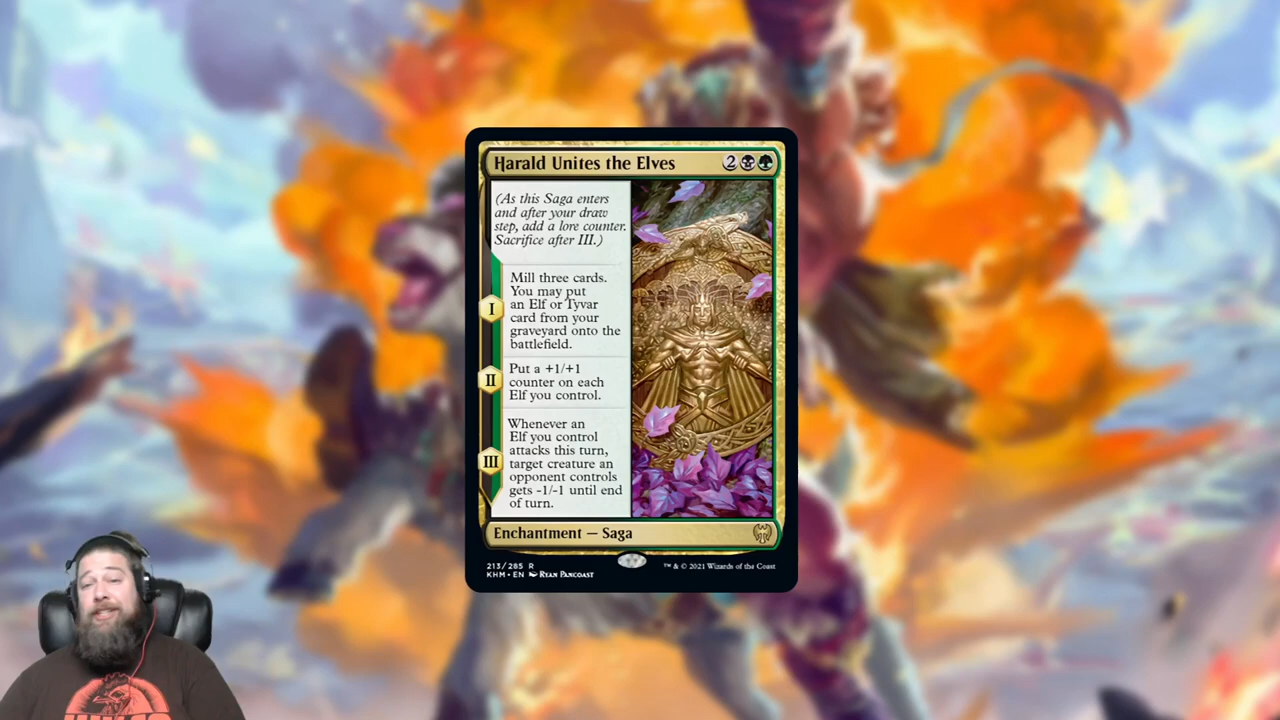 Harald Unites the Elves 2
(As this Saga enters
and after your draw
step, add a lore counter.
Sacrifice after III.)
I
Mill three cards.
You may put
an Elf or Tyvar
card from your
graveyard onto the
battlefield.
II
Put a +1/+1
counter on each
Elf you control.
III
Whenever an
Elf you control
attacks this turn,
target creature an
opponent controls
gets -1/-1 until end
of turn.
Enchantment — Saga
213/285 R
KHM • EN Ryan Pancoast
™ & © 2021 Wizards of the Coast